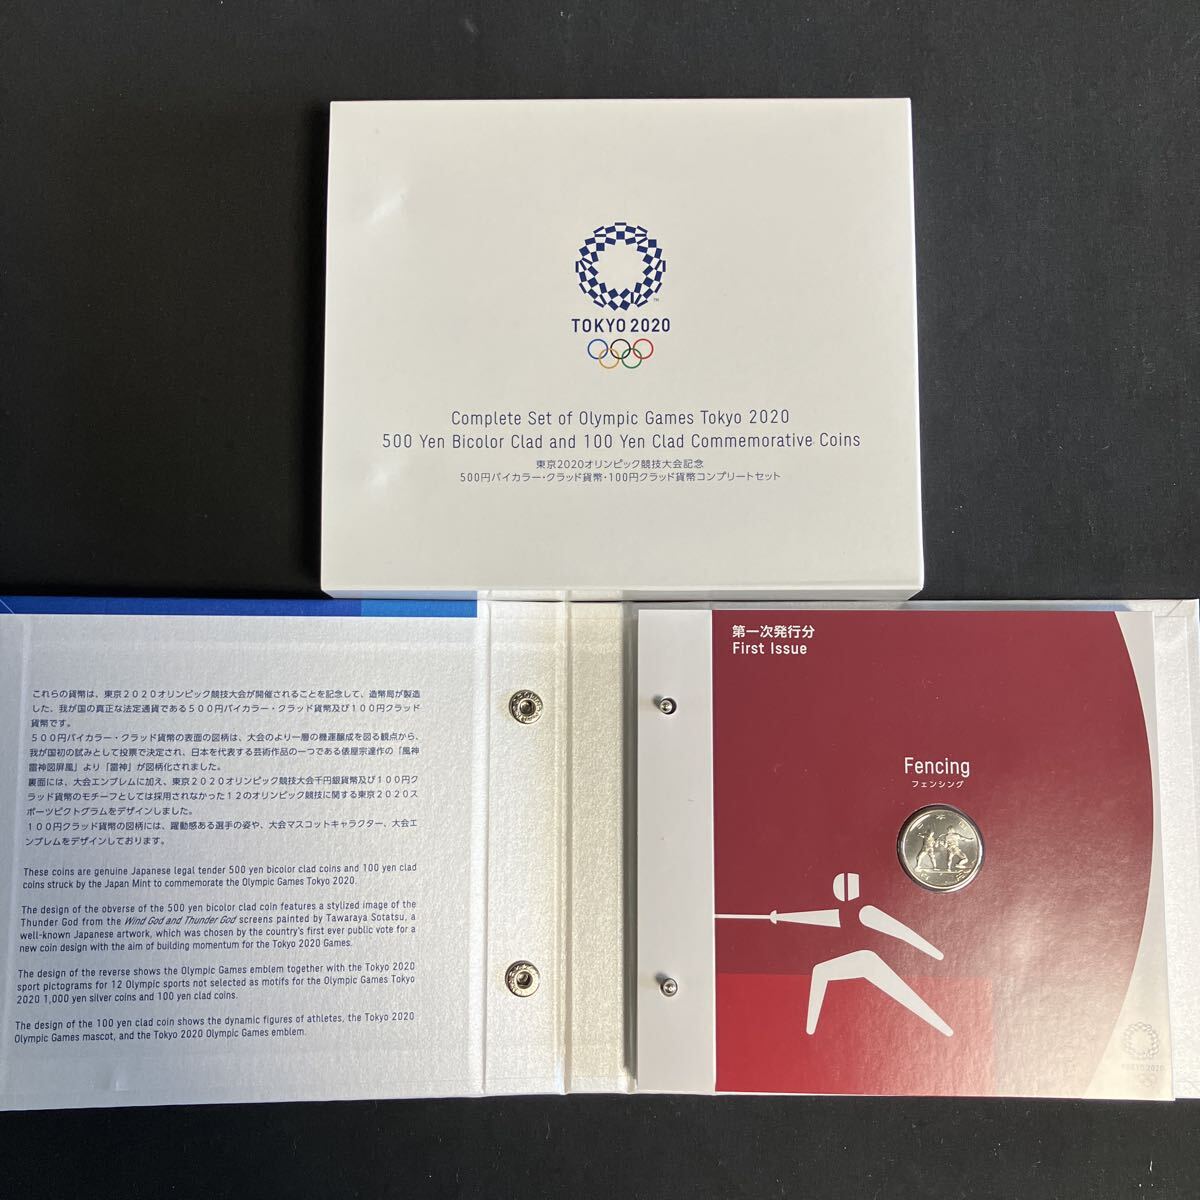 TOKYO 2020
Complete Set of Olympic Games Tokyo 2020
500 Yen Bicolor Clad and 100 Yen Clad Commemorative Coins
東京2020オリンピック競技大会記念
500円バイカラー・クラッド貨幣・100円クラッド貨幣コンプリートセット
これらの貨幣は、東京2020オリンピック競技大会が開催されることを記念して、造幣局が製造
した、我が国の真正な法定通貨である500円バイカラー・クラッド貨幣及び100円クラッド
貨幣です。
500円バイカラー・クラッド貨幣の表面の図柄は、大会のより一層の機運醸成を図る観点から、
我が国初の試みとして投票で決定され、日本を代表する芸術作品の一つである俵屋宗達作の「風神
雷神図屏風」より「雷神」が図柄化されました。
裏面には、大会エンブレムに加え、東京2020オリンピック競技大会千円銀貨幣及び100円ク
ラッド貨幣のモチーフとしては採用されなかった12のオリンピック競技に関する東京2020ス
ポーツピクトグラムをデザインしました。
100円クラッド貨幣の図柄には、躍動感ある選手の姿や、大会マスコットキャラクター、大会エ
ンブレムをデザインしております。
These coins are genuine Japanese legal tender 500 yen bicolor clad coins and 100 yen clad
coins struck by the Japan Mint to commemorate the Olympic Games Tokyo 2020.
The design of the obverse of the 500 yen bicolor clad coin features a stylized image of the
Thunder God from the Wind God and Thunder God screens painted by Tawaraya Sotatsu, a
well-known Japanese artwork, which was chosen by the country's first ever public vote for a
new coin design with the aim of building momentum for the Tokyo 2020 Games.
The design of the reverse shows the Olympic Games emblem together with the Tokyo 2020
sport pictograms for 12 Olympic sports not selected as motifs for the Olympic Games Tokyo
2020 1,000 yen silver coins and 100 yen clad coins.
The design of the 100 yen clad coin shows the dynamic figures of athletes, the Tokyo 2020
Olympic Games mascot, and the Tokyo 2020 Olympic Games emblem.
第一次発行分
First Issue
Fencing
フェンシング
TOKYO 2020